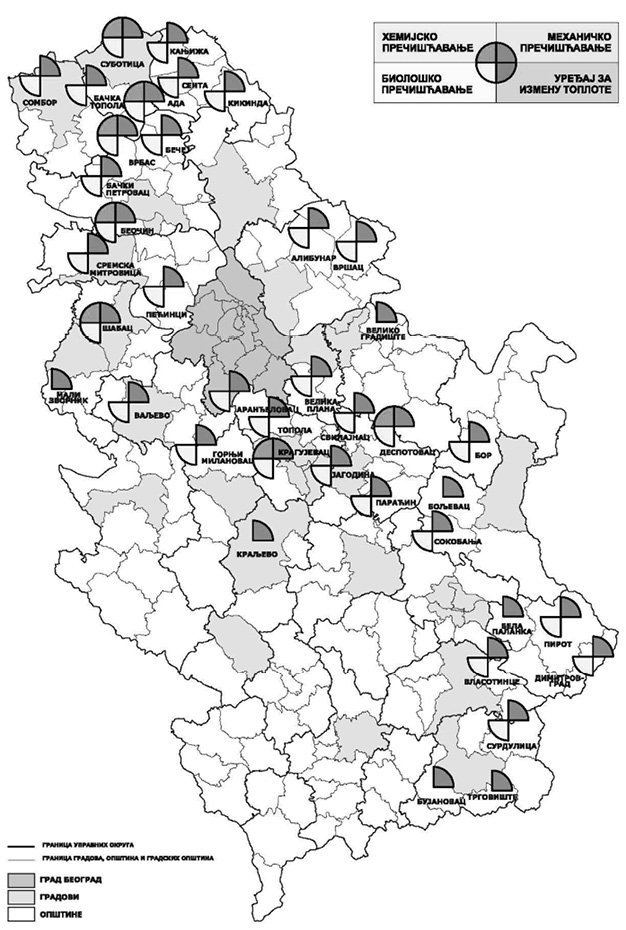 ХЕМИЈСКО
ПРЕЧИШЋАВАЊЕ
МЕХАНИЧКО
ПРЕЧИШЋАВАЊЕ
БИОЛОШКО
ПРЕЧИШЋАВАЊЕ
УРЕЂАЈ ЗА
ИЗМЕНУ ТОПЛОТЕ
СУБОТИЦА
КАЊИЖА
СОМБОР
БАЧКА
ТОПОЛА
АДА
СЕНТА
КИКИНДА
ВРБАС
БЕЧЕЈ
БАЧКИ
ПЕТРОВАЦ
БЕОЧИН
СРЕМСКА
МИТРОВИЦА
АЛИБУНАР
ВРШАЦ
ПЕЋИНЦИ
ШАБАЦ
ВЕЛИКО
ГРАДИШТЕ
МАЛИ
ЗВОРНИК
ВАЉЕВО
АРАНЂЕЛОВАЦ
ВЕЛИКА
ПЛАНА
ТОПОЛА
СВИЛАЈНАЦ
ДЕСПОТОВАЦ
БОР
ГОРЊИ
МИЛАНОВАЦ
КРАГУЈЕВАЦ
ЈАГОДИНА
ПАРАЋИН
БОЉЕВАЦ
СОКОБАЊА
КРАЉЕВО
БЕЛА
ПАЛАНКА
ПИРОТ
ВЛАСОТИНЦЕ
ДИМИТРОВ-
ГРАД
СУРДУЛИЦА
БУЈАНОВАЦ
ТРГОВИШТЕ
ГРАНИЦА УПРАВНИХ ОКРУГА
ГРАНИЦА ГРАДОВА, ОПШТИНА И ГРАДСКИХ ОПШТИНА
ГРАД БЕОГРАД
ГРАДОВИ
ОПШТИНЕ